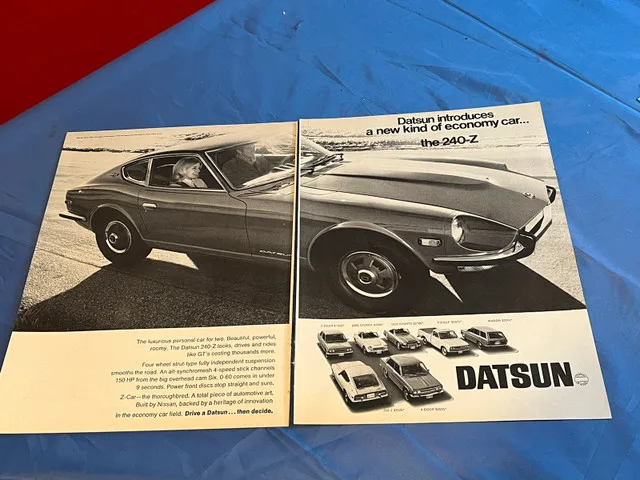 Datsun introduces
a new kind of economy car...
the 240-Z
DATSUN
The luxurious personal car for two. Beautiful, powerful,
roomy. The Datsun 240-Z looks, drives and rides
like GT's costing thousands more.
Four wheel strut-type fully independent suspension
smooths the road. An all-synchromesh 4-speed stick channels
150 HP from the big overhead cam Six. 0-60 comes in under
9 seconds. Power front discs stop straight and sure.
Z-Car—the thoroughbred. A total piece of automotive art.
Built by Nissan, backed by a heritage of innovation
in the economy car field. Drive a Datsun...then decide.
DATSUN